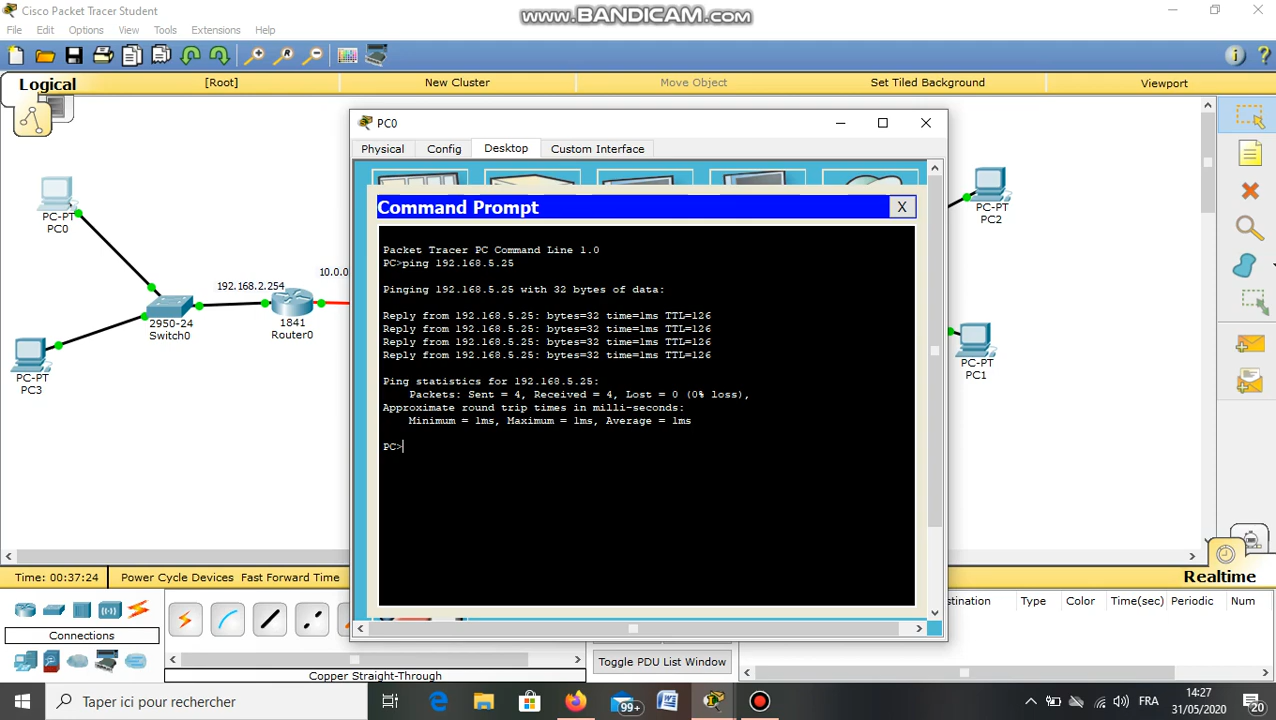 Cisco Packet Tracer Student
www.BANDICAM.com
File Edit Options View Tools Extensions Help
Logical
[Root]
New Cluster
Move Object
Set Tiled Background
Viewport
PC0
Physical Config Desktop Custom Interface
Command Prompt
X
Packet Tracer PC Command Line 1.0
PC>ping 192.168.5.25
Pinging 192.168.5.25 with 32 bytes of data:
Reply from 192.168.5.25: bytes=32 time=1ms TTL=126
Reply from 192.168.5.25: bytes=32 time=1ms TTL=126
Reply from 192.168.5.25: bytes=32 time=1ms TTL=126
Reply from 192.168.5.25: bytes=32 time=1ms TTL=126
Ping statistics for 192.168.5.25:
Packets: Sent = 4, Received = 4, Lost = 0 (0% loss),
Approximate round trip times in milli-seconds:
Minimum = 1ms, Maximum = 1ms, Average = 1ms
PC>
PC-PT
PC0
192.168.2.254
10.0.0
2950-24
Switch0
1841
Router0
PC-PT
PC3
PC-PT
PC2
PC-PT
PC1
Time: 00:37:24
Power Cycle Devices Fast Forward Time
Realtime
Connections
Copper Straight-Through
Toggle PDU List Window
Type Color Time(sec) Periodic Num
Taper ici pour rechercher
99+
FRA
14:27
31/05/2020
20